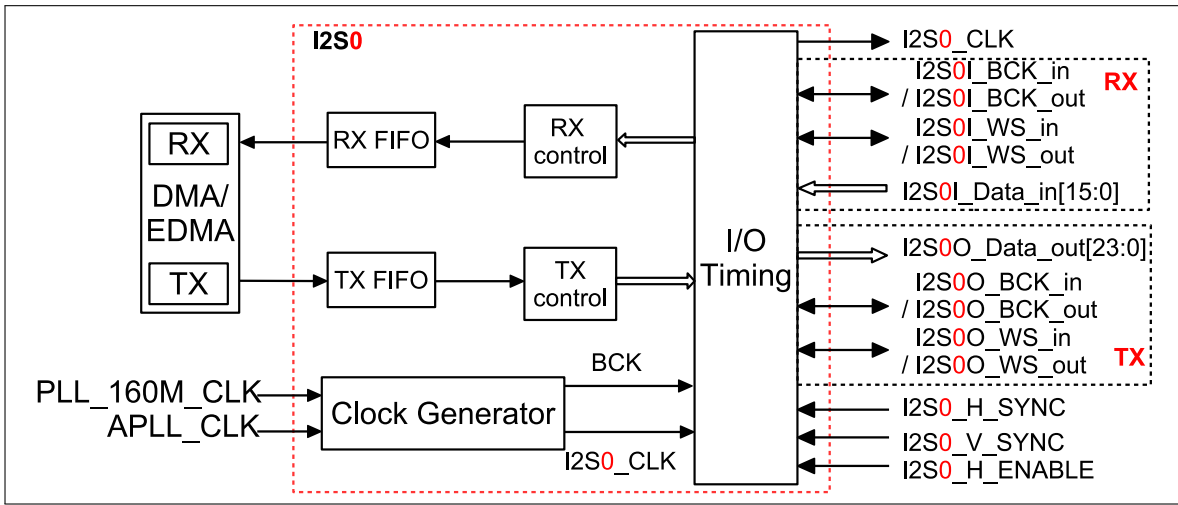 I2S0
I2S0_CLK
I2S0I_BCK_in
/ I2S0I_BCK_out
RX
I2S0I_WS_in
/ I2S0I_WS_out
I2S0I_Data_in[15:0]
RX
DMA/
EDMA
TX
RX FIFO
RX
control
TX FIFO
TX
control
I/O
Timing
I2S0O_Data_out[23:0]
I2S0O_BCK_in
/ I2S0O_BCK_out
I2S0O_WS_in
/ I2S0O_WS_out
TX
PLL_160M_CLK
APLL_CLK
Clock Generator
BCK
I2S0_CLK
I2S0_H_SYNC
I2S0_V_SYNC
I2S0_H_ENABLE